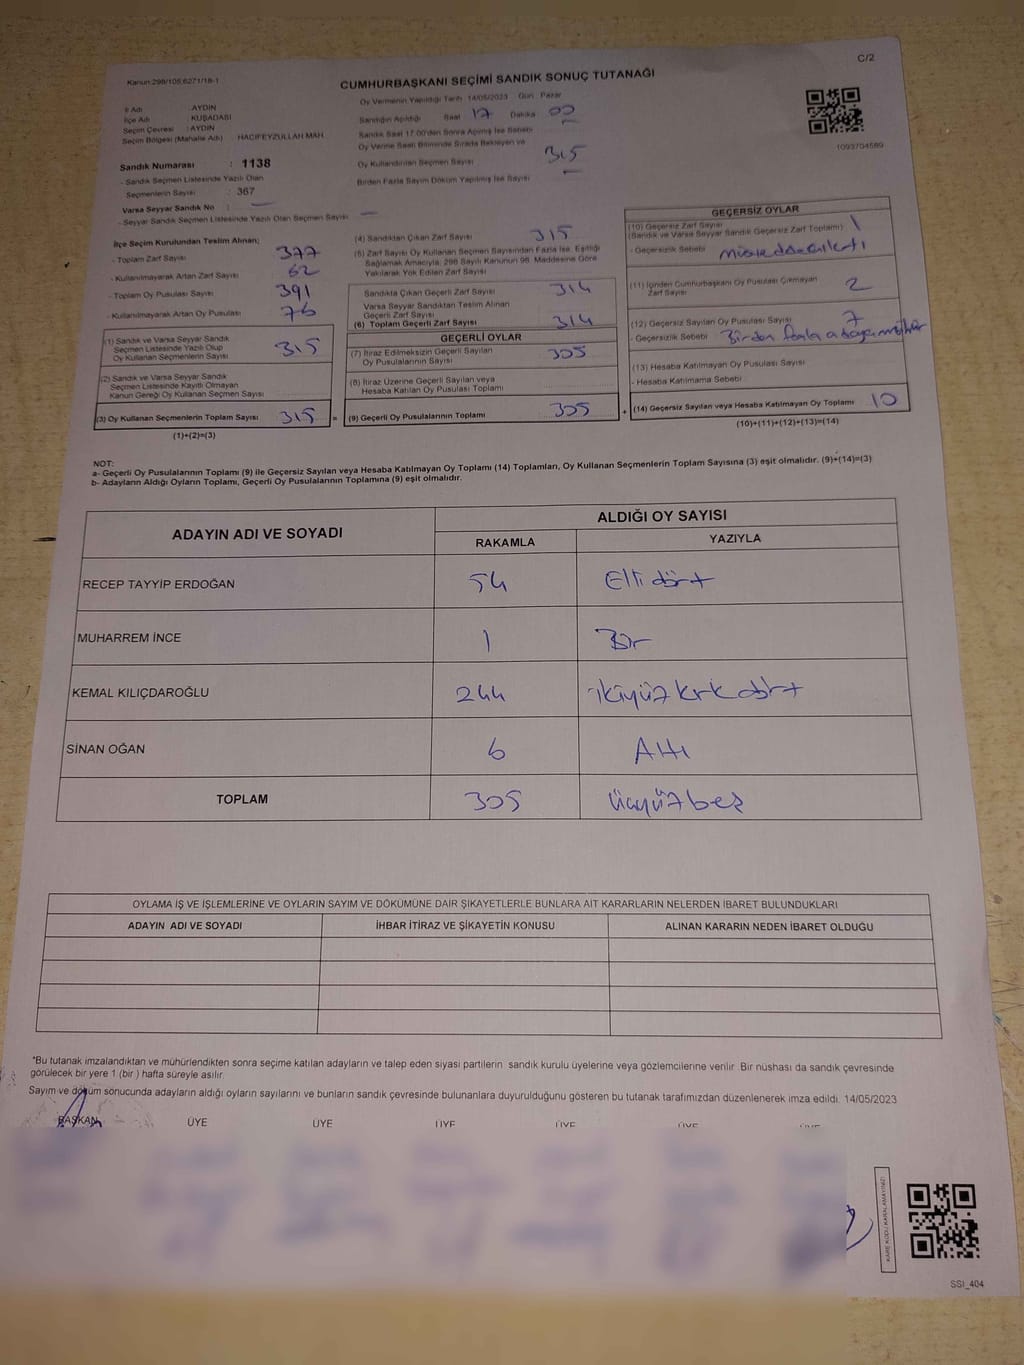 Kanun:298/105;6271/18-1
C/2
CUMHURBAŞKANI SEÇİMİ SANDIK SONUÇ TUTANAĞI
İl Adı : AYDIN
İlçe Adı : KUŞADASI
Seçim Çevresi : AYDIN
Seçim Bölgesi (Mahalle Adı) : HACIFEYZULLAH MAH.
Sandık Numarası : 1138
- Sandık Seçmen Listesinde Yazılı Olan
Seçmenlerin Sayısı : 367
Varsa Seyyar Sandık No : —
- Seyyar Sandık Seçmen Listesinde Yazılı Olan Seçmen Sayısı : —
Oy Vermenin Yapıldığı Tarih : 14/05/2023 Gün : Pazar
Sandığın Açıldığı Saat 17 Dakika 00
Sandık Saat 17:00'den Sonra Açılmış İse Sebebi —
Oy Verme Saati Bitiminde Sırada Bekleyen ve
Oy Kullandırılan Seçmen Sayısı 315
Birden Fazla Sayım Döküm Yapılmış İse Sayısı —
1093704589
İlçe Seçim Kurulundan Teslim Alınan;
- Toplam Zarf Sayısı 377
- Kullanılmayarak Artan Zarf Sayısı 62
- Toplam Oy Pusulası Sayısı 391
- Kullanılmayarak Artan Oy Pusulası 76
(1) Sandık ve Varsa Seyyar Sandık
Seçmen Listesinde Yazılı Olup
Oy Kullanan Seçmenlerin Sayısı 315
(2) Sandık ve Varsa Seyyar Sandık
Seçmen Listesinde Kayıtlı Olmayan
Kanun Gereği Oy Kullanan Seçmen Sayısı
(3) Oy Kullanan Seçmenlerin Toplam Sayısı 315 =
(1)+(2)=(3)
(4) Sandıktan Çıkan Zarf Sayısı 315
(5) Zarf Sayısı Oy Kullanan Seçmen Sayısından Fazla İse, Eşitliği
Sağlamak Amacıyla; 298 Sayılı Kanunun 98. Maddesine Göre
Yakılarak Yok Edilen Zarf Sayısı
Sandıkta Çıkan Geçerli Zarf Sayısı 314
Varsa Seyyar Sandıktan Teslim Alınan
Geçerli Zarf Sayısı
(6) Toplam Geçerli Zarf Sayısı 314
GEÇERLİ OYLAR
(7) İtiraz Edilmeksizin Geçerli Sayılan
Oy Pusulalarının Sayısı 305
(8) İtiraz Üzerine Geçerli Sayılan veya
Hesaba Katılan Oy Pusulası Toplamı
(9) Geçerli Oy Pusulalarının Toplamı 305 +
GEÇERSİZ OYLAR
(10) Geçersiz Zarf Sayısı
(Sandık ve Varsa Seyyar Sandık Geçersiz Zarf Toplamı) 1
- Geçersizlik Sebebi
(11) İçinden Cumhurbaşkanı Oy Pusulası Çıkmayan
Zarf Sayısı 2
(12) Geçersiz Sayılan Oy Pusulası Sayısı 7
- Geçersizlik Sebebi Birden fazla adaya mühür
(13) Hesaba Katılmayan Oy Pusulası Sayısı
- Hesaba Katılmama Sebebi
(14) Geçersiz Sayılan veya Hesaba Katılmayan Oy Toplamı 10
(10)+(11)+(12)+(13)=(14)
NOT:
a- Geçerli Oy Pusulalarının Toplamı (9) ile Geçersiz Sayılan veya Hesaba Katılmayan Oy Toplamı (14) Toplamları, Oy Kullanan Seçmenlerin Toplam Sayısına (3) eşit olmalıdır. (9)+(14)=(3)
b- Adayların Aldığı Oyların Toplamı, Geçerli Oy Pusulalarının Toplamına (9) eşit olmalıdır.
ADAYIN ADI VE SOYADI
ALDIĞI OY SAYISI
RAKAMLA YAZIYLA
RECEP TAYYİP ERDOĞAN 54 Elli dört
MUHARREM İNCE 1 Bir
KEMAL KILIÇDAROĞLU 244 ikiyüz kırk dört
SİNAN OĞAN 6 Altı
TOPLAM 305 üçyüz beş
OYLAMA İŞ VE İŞLEMLERİNE VE OYLARIN SAYIM VE DÖKÜMÜNE DAİR ŞİKAYETLERLE BUNLARA AİT KARARLARIN NELERDEN İBARET BULUNDUKLARI
ADAYIN ADI VE SOYADI İHBAR İTİRAZ VE ŞİKAYETİN KONUSU ALINAN KARARIN NEDEN İBARET OLDUĞU
*Bu tutanak imzalandıktan ve mühürlendikten sonra seçime katılan adayların ve talep eden siyasi partilerin sandık kurulu üyelerine veya gözlemcilerine verilir. Bir nüshası da sandık çevresinde
görülecek bir yere 1 (bir ) hafta süreyle asılır.
Sayım ve döküm sonucunda adayların aldığı oyların sayılarını ve bunların sandık çevresinde bulunanlara duyurulduğunu gösteren bu tutanak tarafımızdan düzenlenerek imza edildi. 14/05/2023
BAŞKAN ÜYE ÜYE ÜYE ÜYE ÜYE ÜYE
KARE KODU KARALAMAYINIZ!
SSI_404